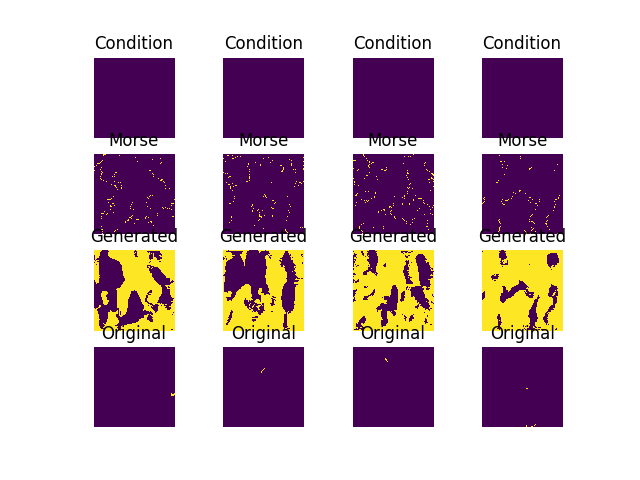 Condition Condition Condition Condition
Morse Morse Morse Morse
Generated Generated Generated Generated
Original Original Original Original